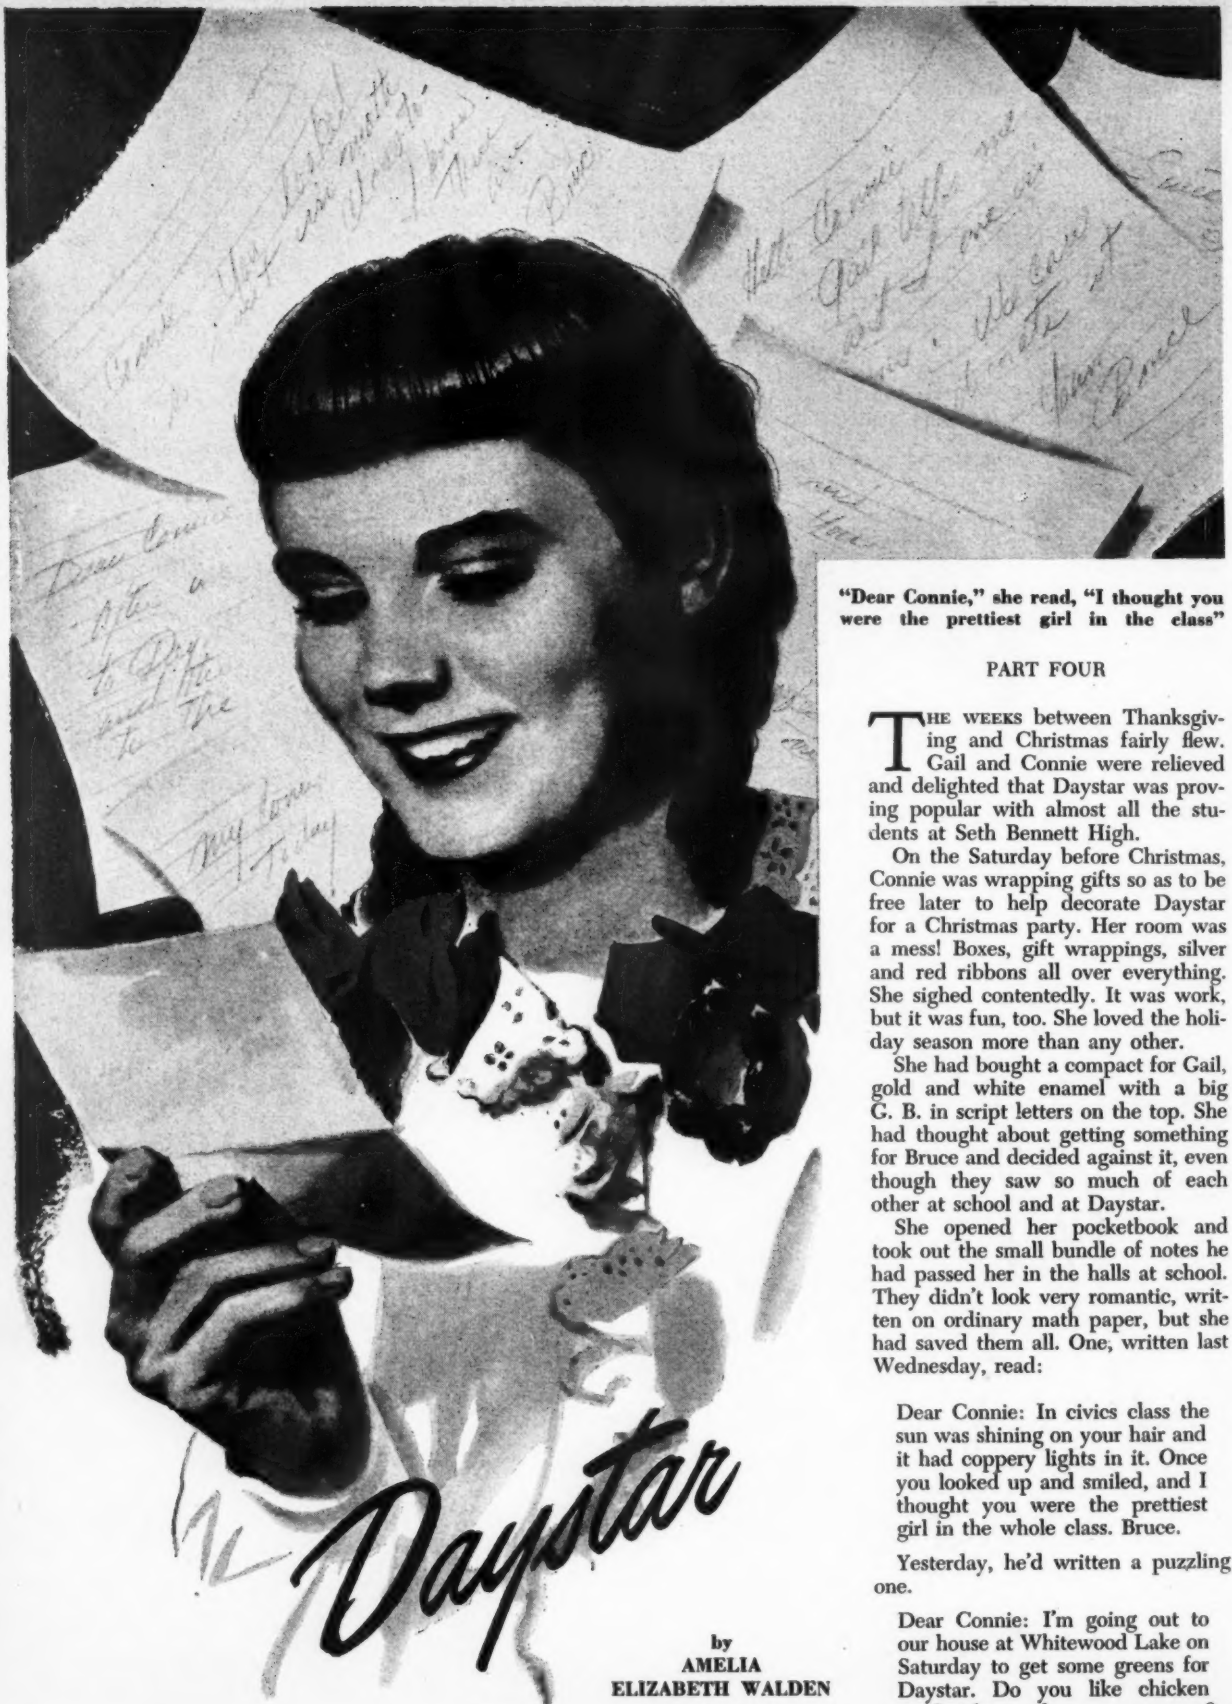 Dear Connie
After a
to Day
and the
to the
Hello Connie
Gail tells me
Bruce
and
You
"Dear Connie," she read, "I thought you
were the prettiest girl in the class"
PART FOUR
THE WEEKS between Thanksgiv-
ing and Christmas fairly flew.
Gail and Connie were relieved
and delighted that Daystar was prov-
ing popular with almost all the stu-
dents at Seth Bennett High.
On the Saturday before Christmas,
Connie was wrapping gifts so as to be
free later to help decorate Daystar
for a Christmas party. Her room was
a mess! Boxes, gift wrappings, silver
and red ribbons all over everything.
She sighed contentedly. It was work,
but it was fun, too. She loved the holi-
day season more than any other.
She had bought a compact for Gail,
gold and white enamel with a big
G. B. in script letters on the top. She
had thought about getting something
for Bruce and decided against it, even
though they saw so much of each
other at school and at Daystar.
She opened her pocketbook and
took out the small bundle of notes he
had passed her in the halls at school.
They didn't look very romantic, writ-
ten on ordinary math paper, but she
had saved them all. One, written last
Wednesday, read:
Dear Connie: In civics class the
sun was shining on your hair and
it had coppery lights in it. Once
you looked up and smiled, and I
thought you were the prettiest
girl in the whole class. Bruce.
Yesterday, he'd written a puzzling
one.
Dear Connie: I'm going out to
our house at Whitewood Lake on
Saturday to get some greens for
Daystar. Do you like chicken
Daystar
by
AMELIA
ELIZABETH WALDEN